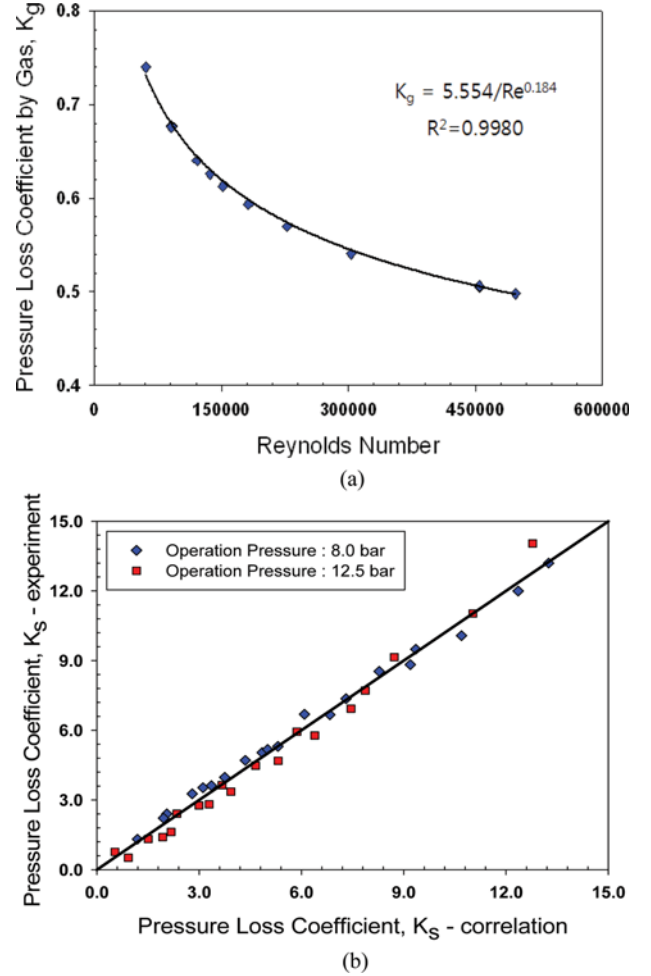 Pressure Loss Coefficient by Gas, Kg
0.8
0.7
0.6
0.5
0.4
Kg = 5.554/Re^0.184
R²=0.9980
0 150000 300000 450000 600000
Reynolds Number
(a)
Pressure Loss Coefficient, KS - experiment
15.0
12.0
9.0
6.0
3.0
0.0
Operation Pressure : 8.0 bar
Operation Pressure : 12.5 bar
0.0 3.0 6.0 9.0 12.0 15.0
Pressure Loss Coefficient, KS - correlation
(b)